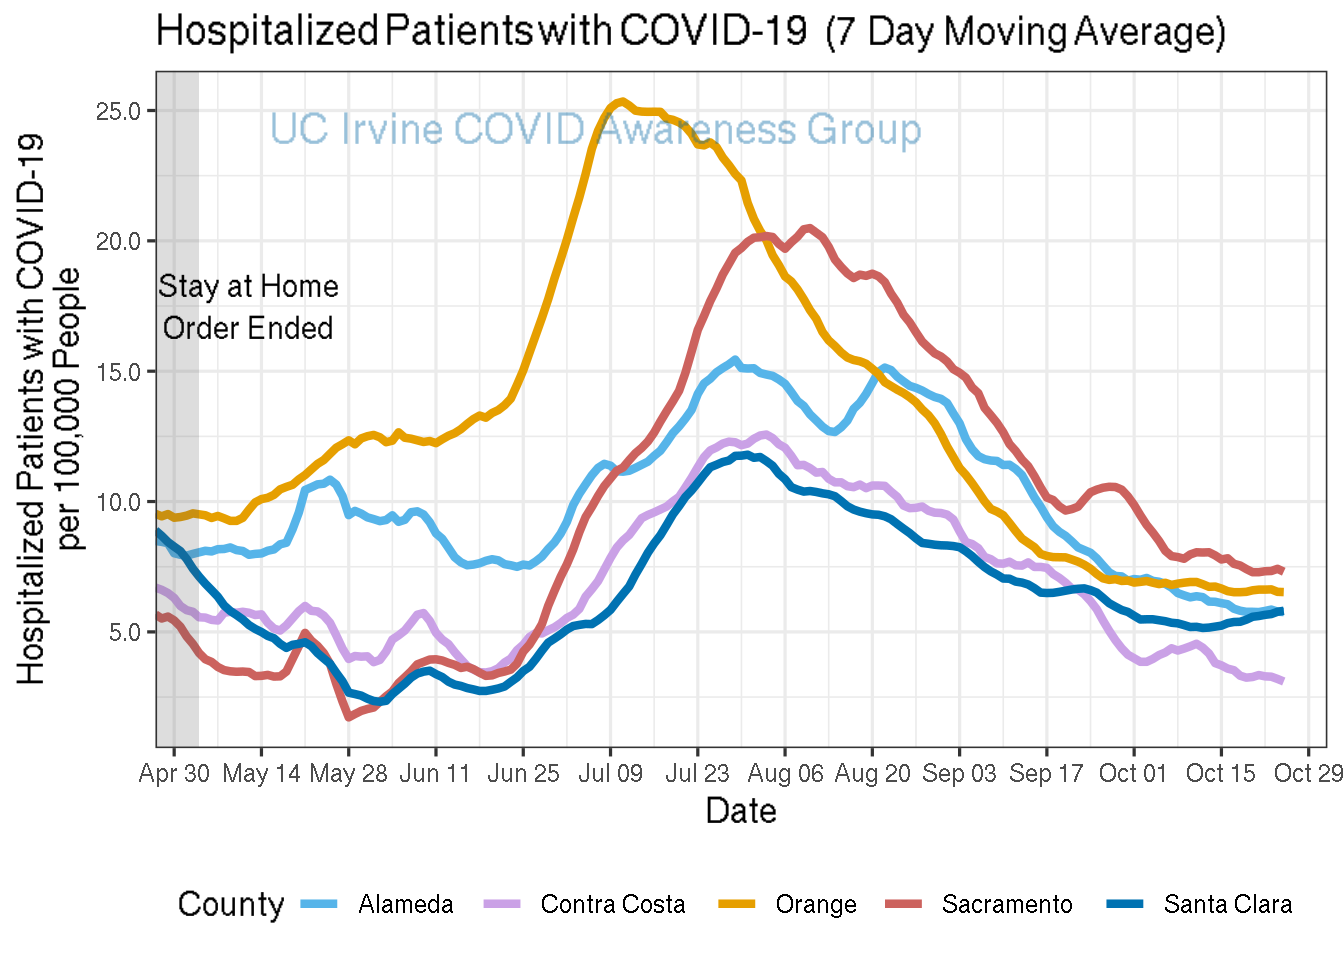 Hospitalized Patients with COVID-19 (7 Day Moving Average)
UC Irvine COVID Awareness Group
Hospitalized Patients with COVID-19
per 100,000 People
25.0
20.0
15.0
10.0
5.0
Stay at Home
Order Ended
Apr 30 May 14 May 28 Jun 11 Jun 25 Jul 09 Jul 23 Aug 06 Aug 20 Sep 03 Sep 17 Oct 01 Oct 15 Oct 29
Date
County Alameda Contra Costa Orange Sacramento Santa Clara